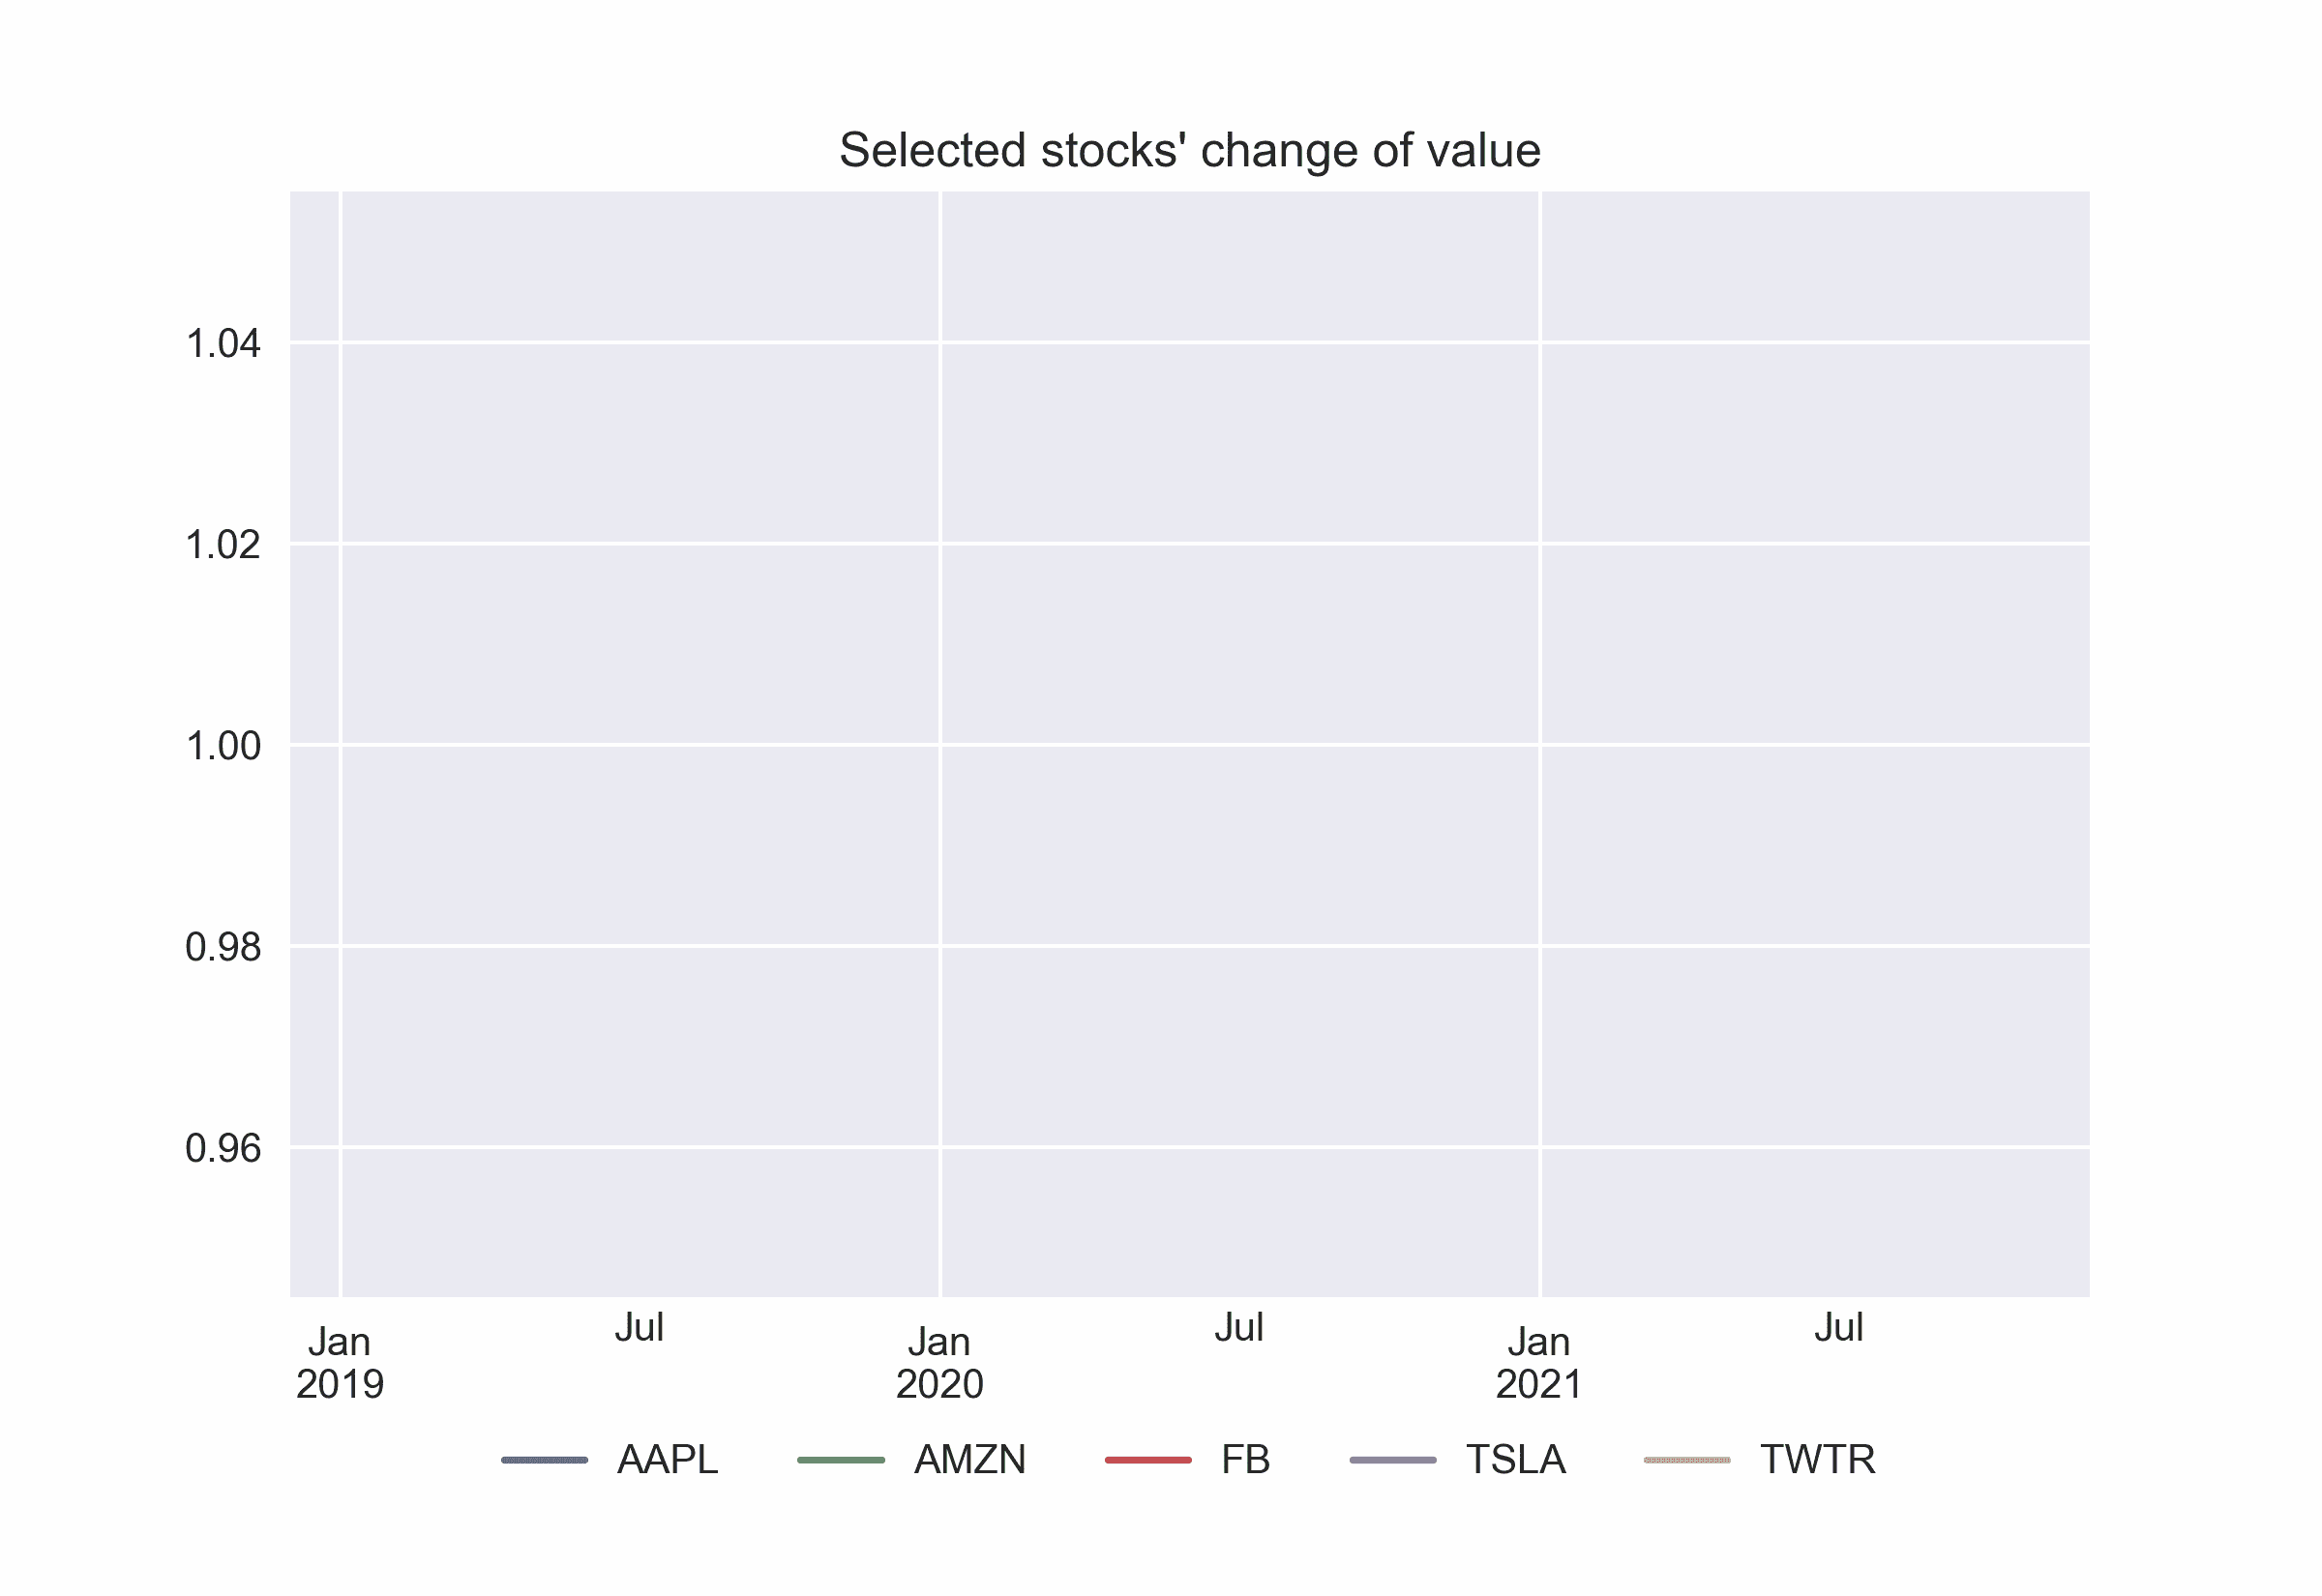 Selected stocks' change of value
1.04
1.02
1.00
0.98
0.96
Jan
2019
Jul
Jan
2020
Jul
Jan
2021
Jul
AAPL AMZN FB TSLA TWTR